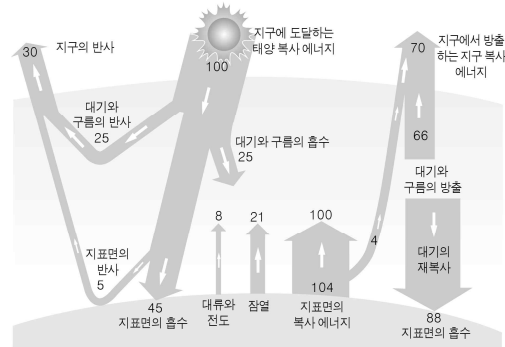 30
지구의 반사
지구에 도달하는
태양 복사 에너지
100
70
지구에서 방출
하는 지구 복사
에너지
대기와
구름의 반사
25
대기와 구름의 흡수
25
66
대기와
구름의 방출
8
21
100
4
지표면의
반사
5
대기의
재복사
104
45
지표면의 흡수
대류와
전도
잠열
지표면의
복사 에너지
88
지표면의 흡수